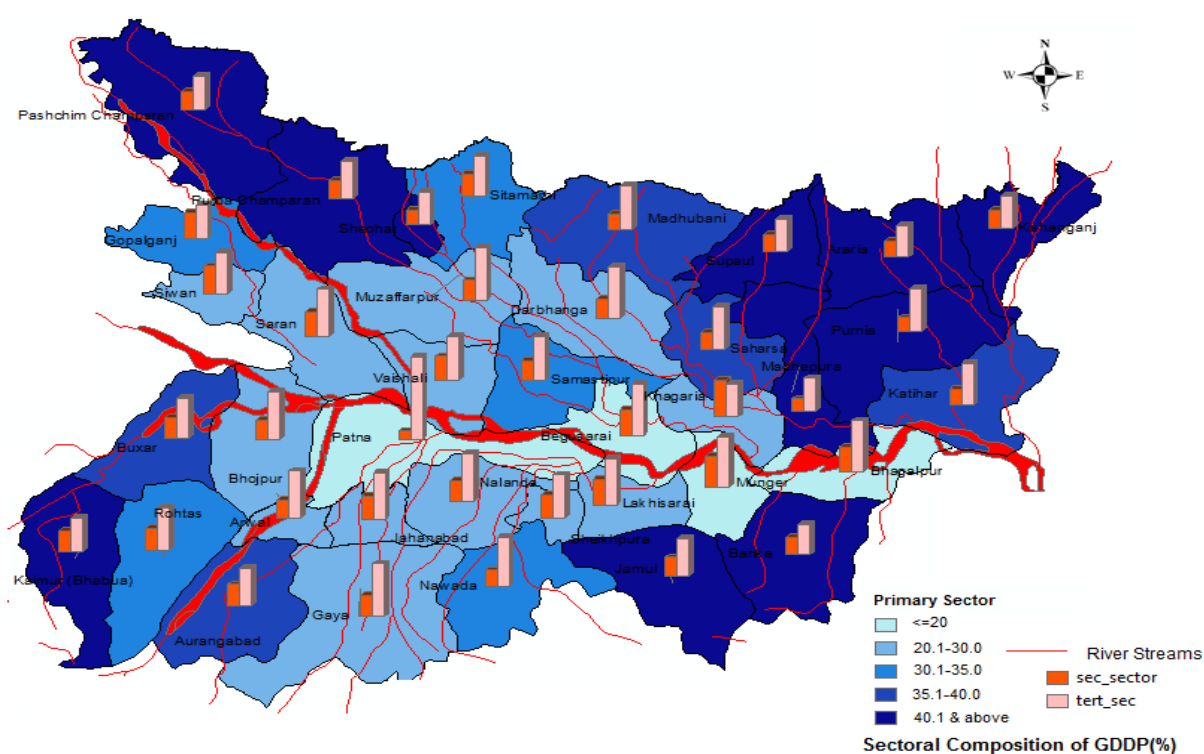 N
W E
S
Pashchim Champaran
Purba Champaran
Sitamarhi
Sheohar
Madhubani
Kishanganj
Gopalganj
Supaul
Araria
Siwan
Muzaffarpur
Darbhanga
Saran
Purnia
Saharsa
Madhepura
Vaishali
Samastipur
Khagaria
Katihar
Patna
Begusarai
Buxar
Bhagalpur
Bhojpur
Nalanda
Munger
Lakhisarai
Rohtas
Arwal
Jahanabad
Sheikhpura
Banka
Jamui
Kaimur (Bhabua)
Nawada
Gaya
Aurangabad
Primary Sector
<=20
20.1-30.0
30.1-35.0
35.1-40.0
40.1 & above
River Streams
sec_sector
tert_sec
Sectoral Composition of GDDP(%)